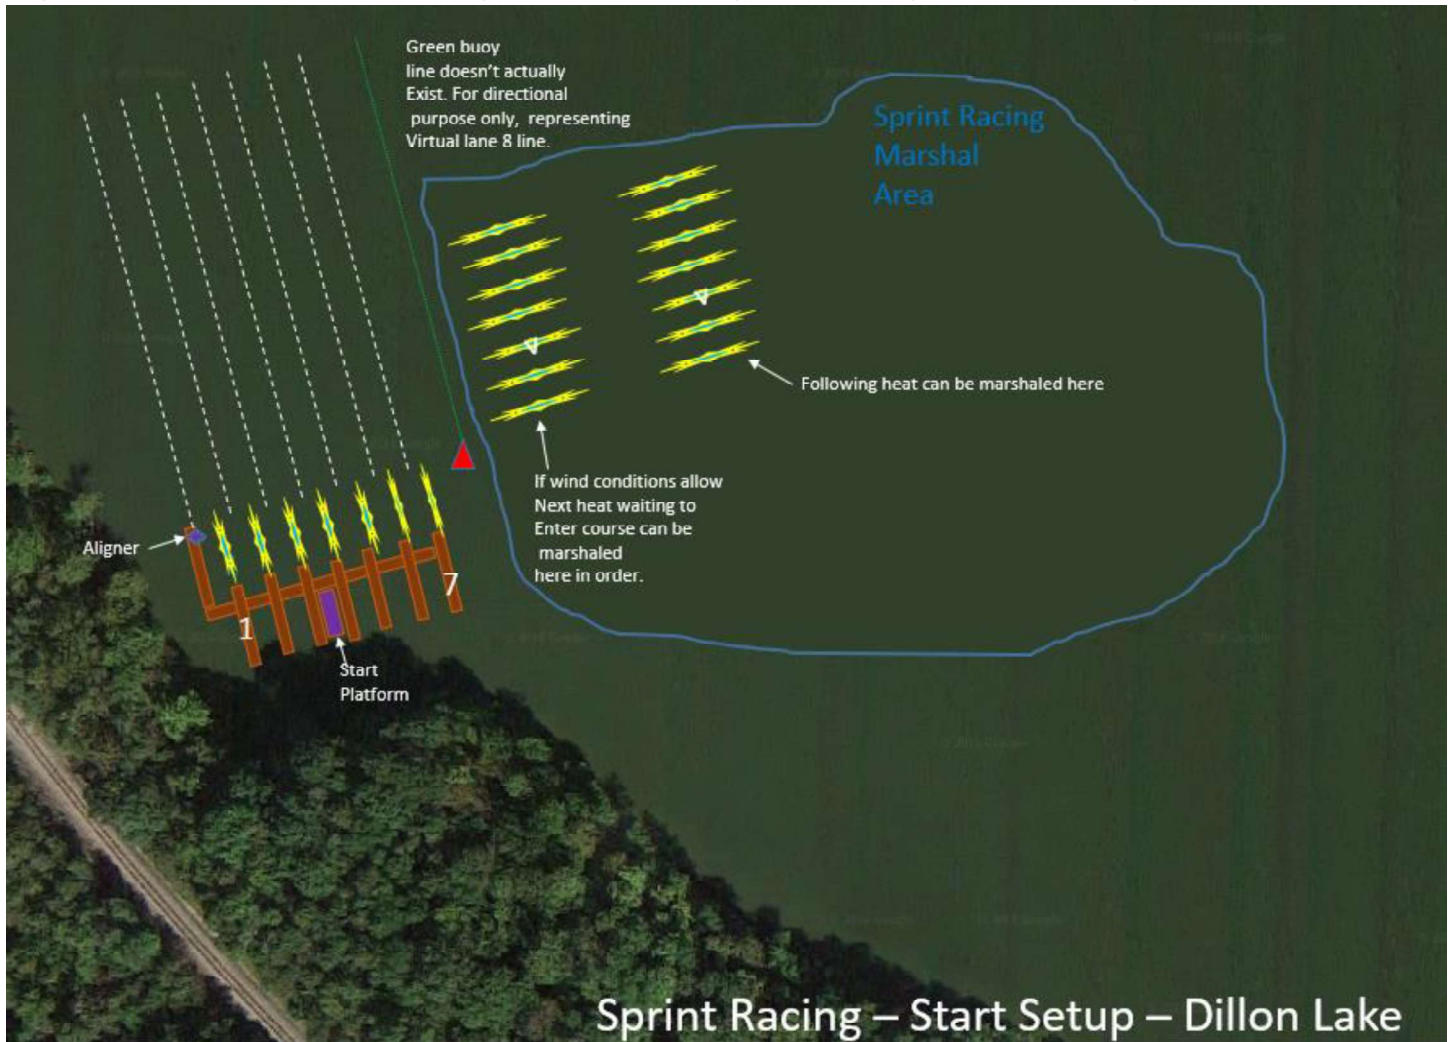 Green buoy
line doesn't actually
Exist. For directional
purpose only, representing
Virtual lane 8 line.
Sprint Racing
Marshal
Area
Following heat can be marshaled here
If wind conditions allow
Next heat waiting to
Enter course can be
marshaled
here in order.
Aligner
7
1
Start
Platform
Sprint Racing – Start Setup – Dillon Lake